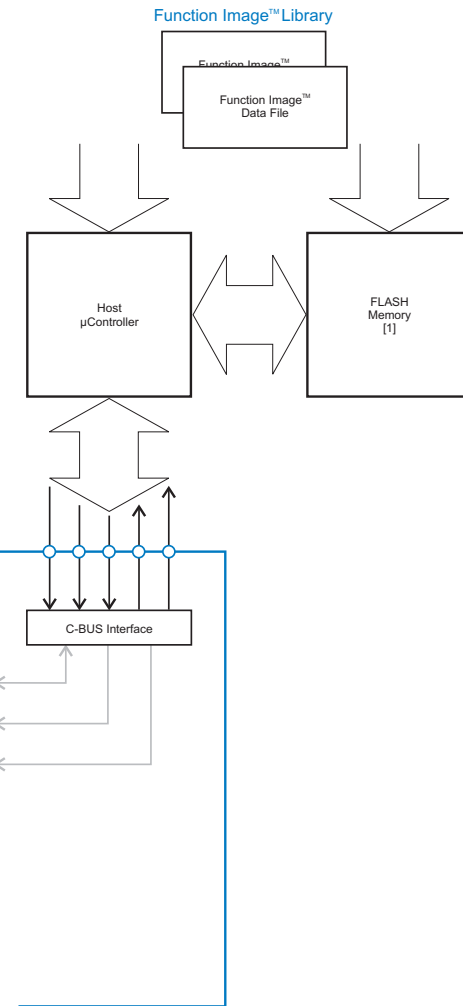 Function Image™ Library
Function Image™
Function Image™
Data File
Host
µController
FLASH
Memory
[1]
C-BUS Interface